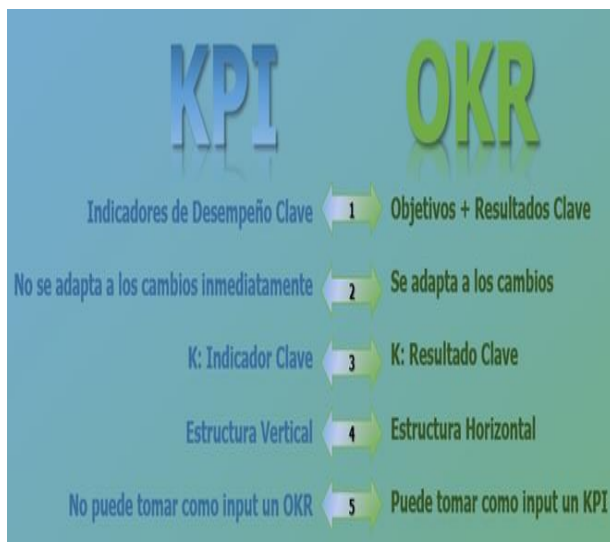 KPI OKR
Indicadores de Desempeño Clave 1 Objetivos + Resultados Clave
No se adapta a los cambios inmediatamente 2 Se adapta a los cambios
K: Indicador Clave 3 K: Resultado Clave
Estructura Vertical 4 Estructura Horizontal
No puede tomar como input un OKR 5 Puede tomar como input un KPI